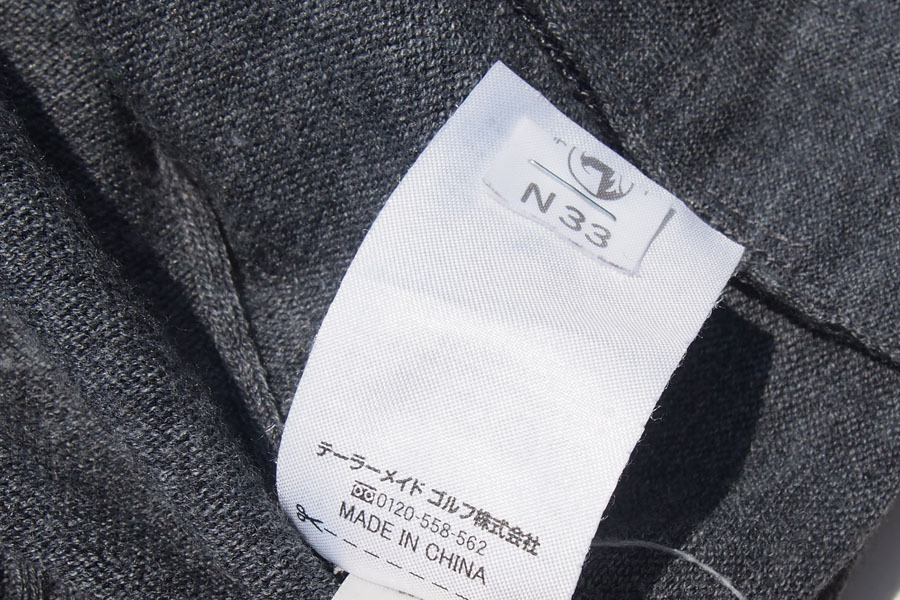 N 33
テーラーメイド ゴルフ株式会社
0120-558-562
MADE IN CHINA